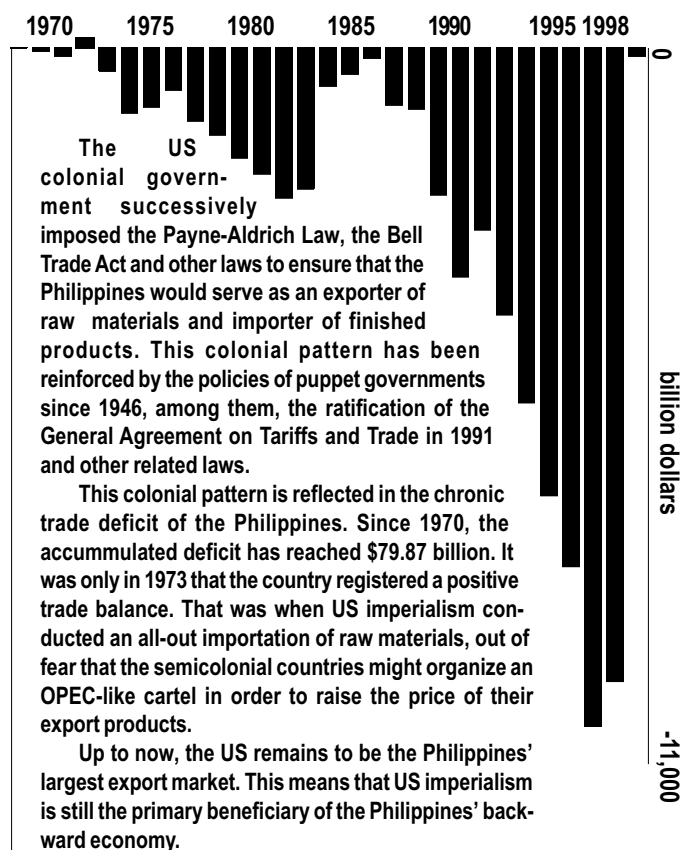 1970 1975 1980 1985 1990 1995 1998
0
billion dollars
-11,000
The US
colonial govern-
ment successively
imposed the Payne-Aldrich Law, the Bell
Trade Act and other laws to ensure that the
Philippines would serve as an exporter of
raw materials and importer of finished
products. This colonial pattern has been
reinforced by the policies of puppet governments
since 1946, among them, the ratification of the
General Agreement on Tariffs and Trade in 1991
and other related laws.
This colonial pattern is reflected in the chronic
trade deficit of the Philippines. Since 1970, the
accummulated deficit has reached $79.87 billion. It
was only in 1973 that the country registered a positive
trade balance. That was when US imperialism con-
ducted an all-out importation of raw materials, out of
fear that the semicolonial countries might organize an
OPEC-like cartel in order to raise the price of their
export products.
Up to now, the US remains to be the Philippines'
largest export market. This means that US imperialism
is still the primary beneficiary of the Philippines' back-
ward economy.